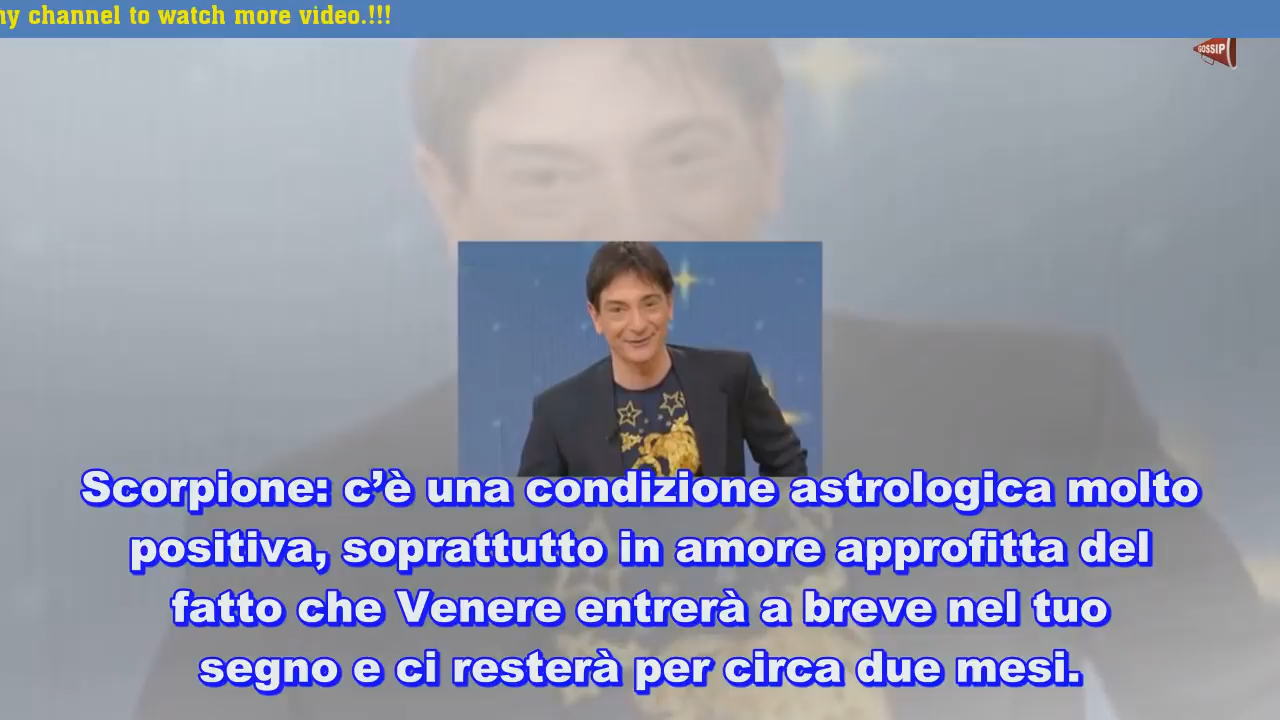 ny channel to watch more video.!!!
GOSSIP
Scorpione: c’è una condizione astrologica molto
positiva, soprattutto in amore approfitta del
fatto che Venere entrerà a breve nel tuo
segno e ci resterà per circa due mesi.